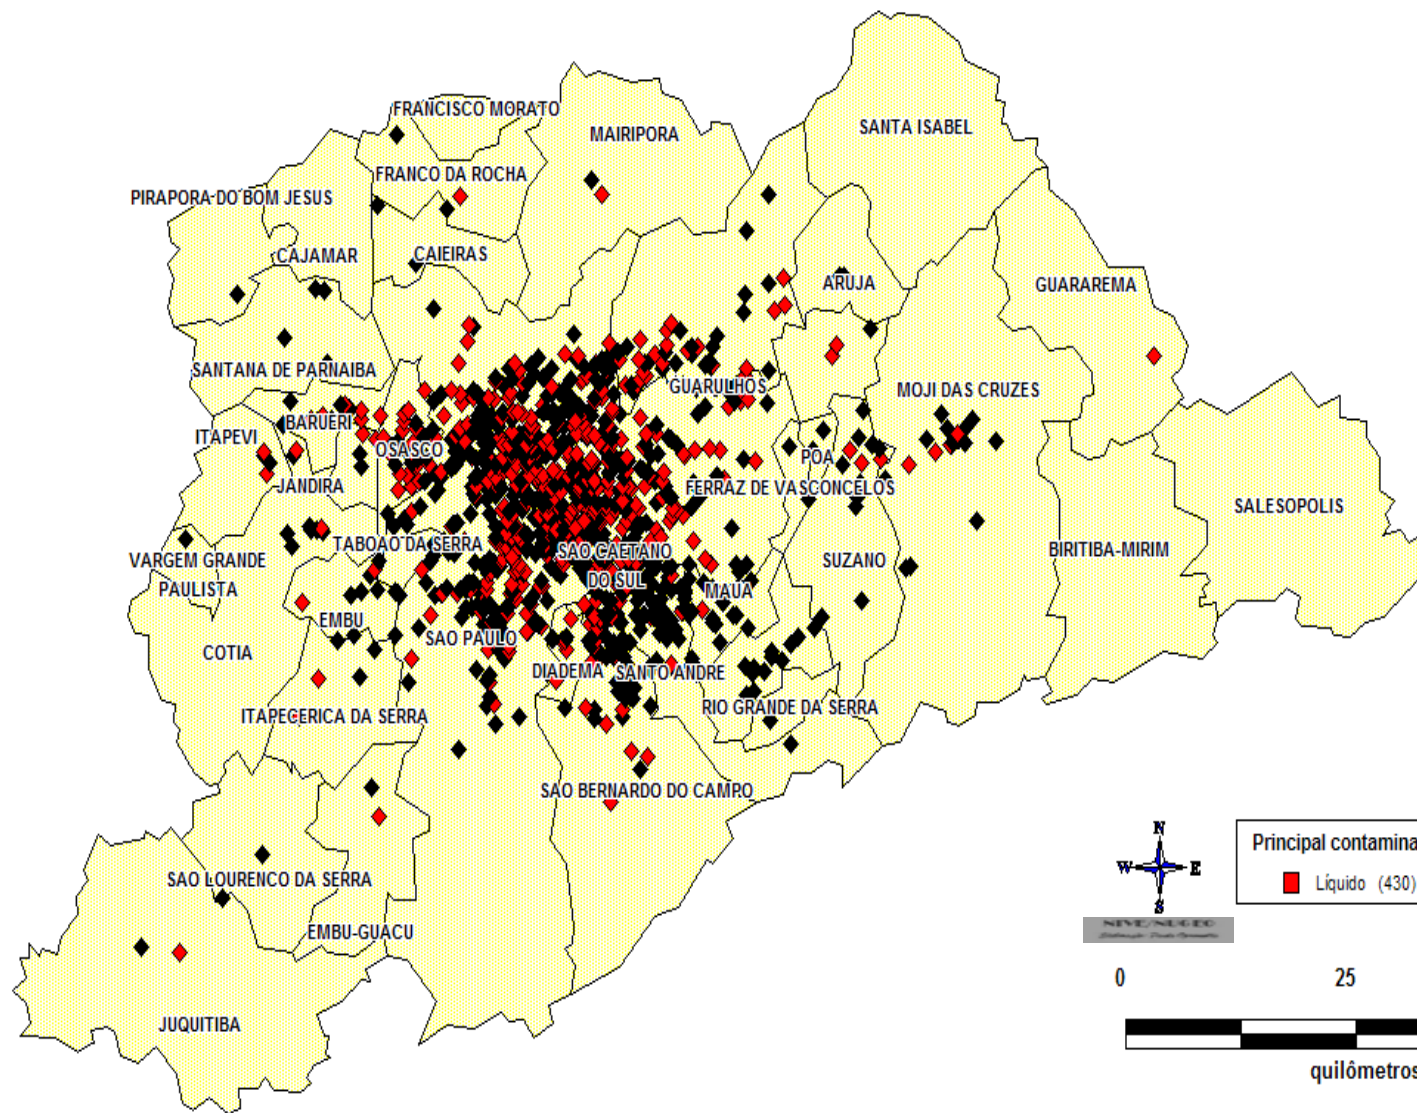 FRANCISCO MORATO
MAIRIPORA
SANTA ISABEL
FRANCO DA ROCHA
PIRAPORA DO BOM JESUS
CAJAMAR
CAIEIRAS
ARUJA
GUARAREMA
SANTANA DE PARNAIBA
GUARULHOS
MOJI DAS CRUZES
BARUERI
ITAPEVI
OSASCO
POA
JANDIRA
FERRAZ DE VASCONCELOS
SALESOPOLIS
TABOAO DA SERRA
SAO CAETANO
DO SUL
BIRITIBA-MIRIM
VARGEM GRANDE
PAULISTA
SUZANO
MAUA
EMBU
SAO PAULO
COTIA
DIADEMA
SANTO ANDRE
RIO GRANDE DA SERRA
ITAPECERICA DA SERRA
SAO BERNARDO DO CAMPO
N
W E
S
Principal contamina
Líquido (430)
SAO LOURENCO DA SERRA
EMBU-GUACU
NIVE/NUGEO
0 25
JUQUITIBA
quilômetros